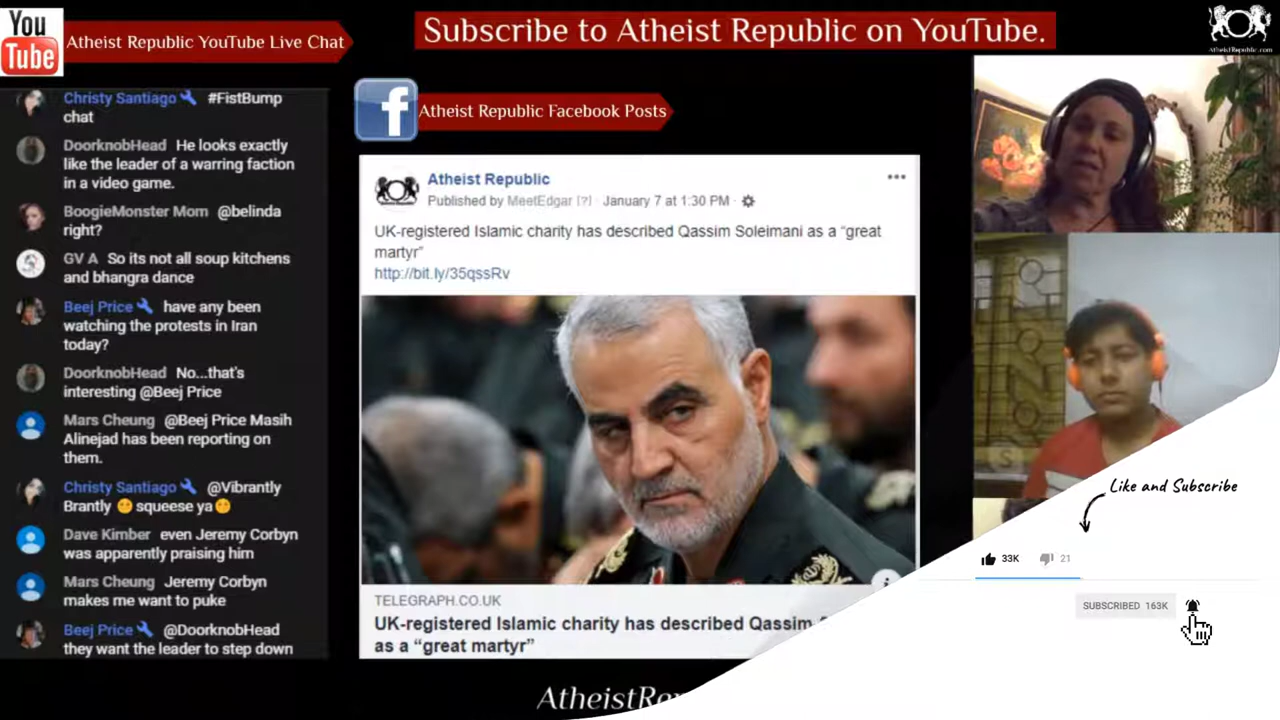 You
Tube
Atheist Republic YouTube Live Chat
Subscribe to Atheist Republic on YouTube.
AtheistRepublic.com
Christy Santiago #FistBump
chat
DoorknobHead He looks exactly
like the leader of a warring faction
in a video game.
BoogieMonster Mom @belinda
right?
GV A So its not all soup kitchens
and bhangra dance
Beej Price have any been
watching the protests in Iran
today?
DoorknobHead No...that's
interesting @Beej Price
Mars Cheung @Beej Price Masih
Alinejad has been reporting on
them.
Christy Santiago @Vibrantly
Brantly 😊 squeese ya😊
Dave Kimber even Jeremy Corbyn
was apparently praising him
Mars Cheung Jeremy Corbyn
makes me want to puke
Beej Price @DoorknobHead
they want the leader to step down
f
Atheist Republic Facebook Posts
Atheist Republic
Published by MeetEdgar [?] · January 7 at 1:30 PM ·
UK-registered Islamic charity has described Qassim Soleimani as a “great
martyr”
http://bit.ly/35qssRv
TELEGRAPH.CO.UK
UK-registered Islamic charity has described Qassim
as a “great martyr”
Like and Subscribe
33K 21
SUBSCRIBED 163K
AtheistRe